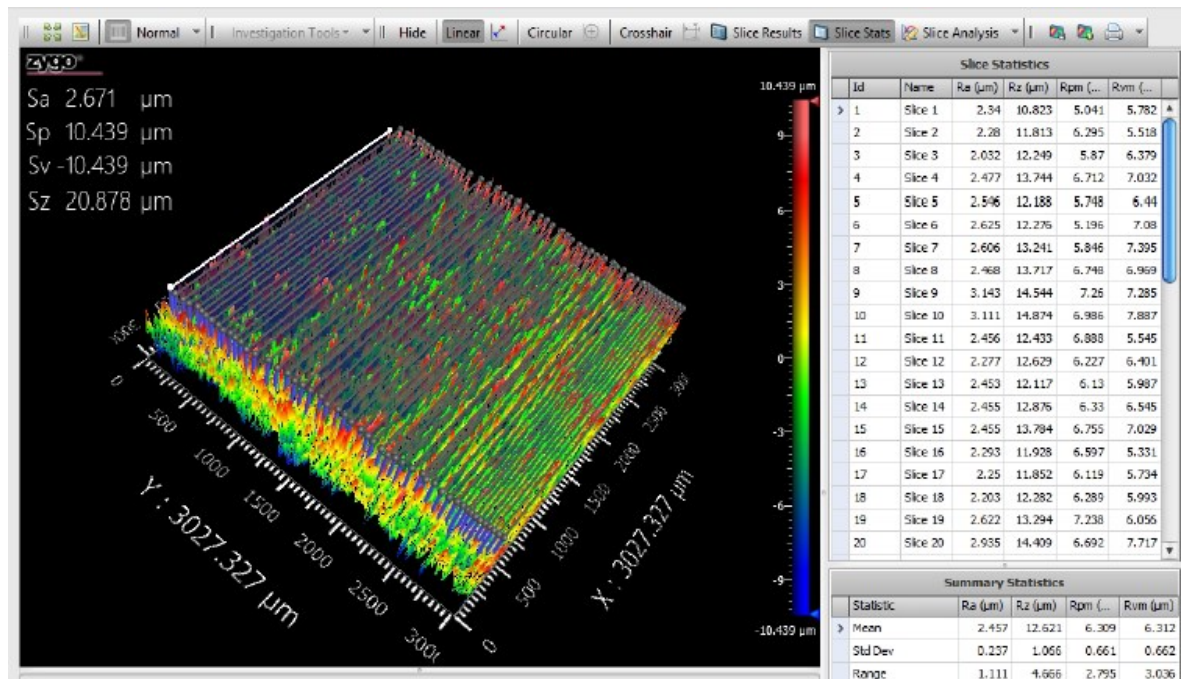 Normal Investigation Tools Hide Linear Circular Crosshair Slice Results Slice Stats Slice Analysis
zygo
Sa 2.671 µm
Sp 10.439 µm
Sv -10.439 µm
Sz 20.878 µm
10.439 µm
9
6
3
0
-3
-6
-9
-10.439 µm
0
500
1000
1500
2000
2500
Y : 3027.327 µm
0
500
1000
1500
2000
2500
X : 3027.327 µm
Slice Statistics
Id Name Ra (µm) Rz (µm) Rpm (... Rvm (...
1 Slice 1 2.34 10.823 5.041 5.782
2 Slice 2 2.28 11.813 6.295 5.518
3 Slice 3 2.032 12.249 5.87 6.379
4 Slice 4 2.477 13.744 6.712 7.032
5 Slice 5 2.546 12.188 5.748 6.44
6 Slice 6 2.625 12.276 5.196 7.08
7 Slice 7 2.606 13.241 5.846 7.395
8 Slice 8 2.468 13.717 6.748 6.969
9 Slice 9 3.143 14.544 7.26 7.285
10 Slice 10 3.111 14.874 6.986 7.887
11 Slice 11 2.456 12.433 6.888 5.545
12 Slice 12 2.277 12.629 6.227 6.401
13 Slice 13 2.453 12.117 6.13 5.987
14 Slice 14 2.455 12.876 6.33 6.545
15 Slice 15 2.455 13.784 6.755 7.029
16 Slice 16 2.293 11.928 6.597 5.331
17 Slice 17 2.25 11.852 6.119 5.734
18 Slice 18 2.203 12.282 6.289 5.993
19 Slice 19 2.622 13.294 7.238 6.056
20 Slice 20 2.935 14.409 6.692 7.717
Summary Statistics
Statistic Ra (µm) Rz (µm) Rpm (... Rvm (µm)
Mean 2.457 12.621 6.309 6.312
Std Dev 0.237 1.066 0.661 0.662
Range 1.111 4.666 2.795 3.036